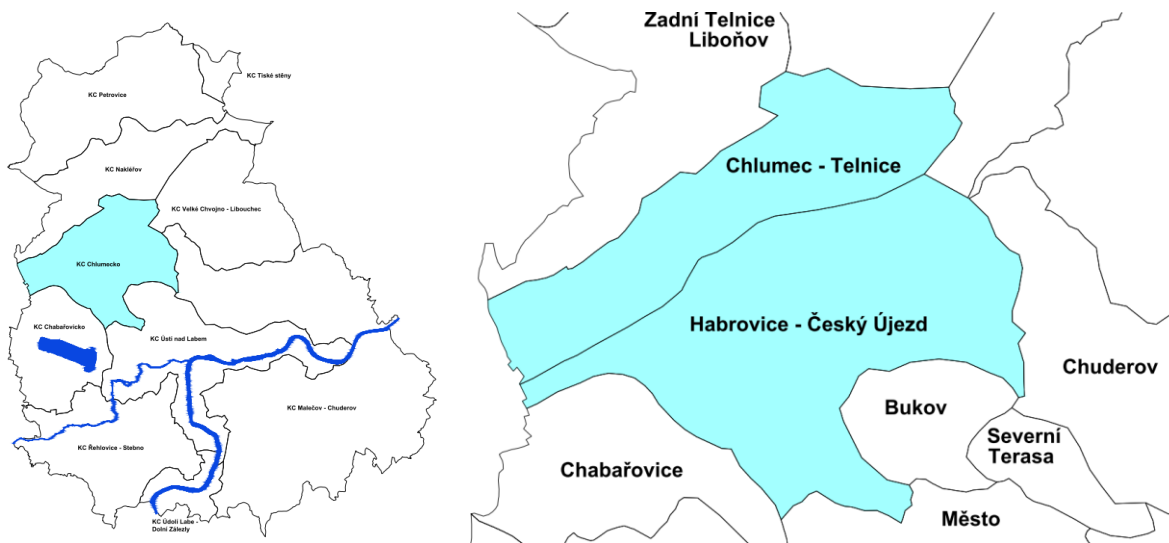 KC Tiské stěny
KC Petrovice
KC Nakléřov
KC Velké Chvojno - Libouchec
KC Chlumecko
KC Chabařovicko
KC Ústí nad Labem
KC Malečov - Chuderov
KC Řehlovice - Stebno
KC Údolí Labe -
Dolní Zálezly
Zadní Telnice
Liboňov
Chlumec - Telnice
Habrovice - Český Újezd
Chuderov
Bukov
Severní
Terasa
Chabařovice
Město